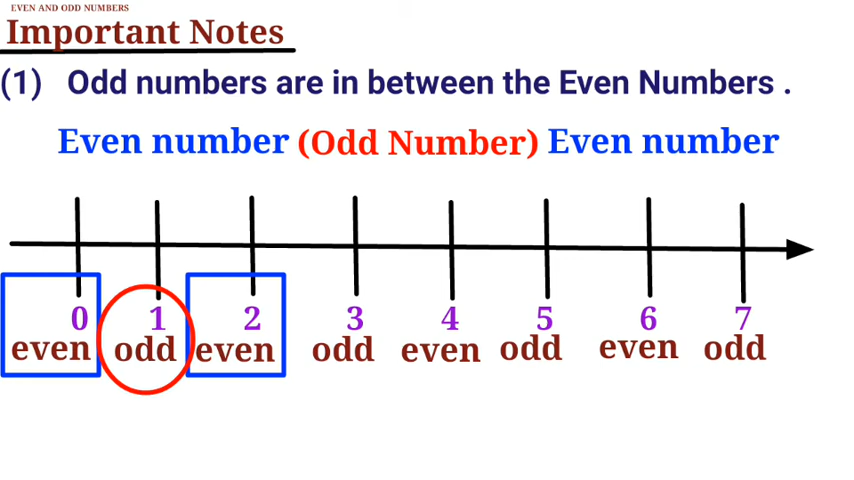 EVEN AND ODD NUMBERS
Important Notes
(1) Odd numbers are in between the Even Numbers .
Even number (Odd Number) Even number
0 1 2 3 4 5 6 7
even odd even odd even odd even odd